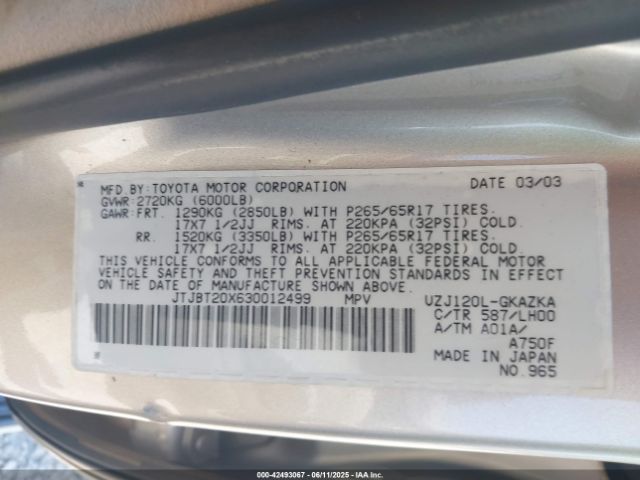 MFD.BY:TOYOTA MOTOR CORPORATION DATE 03/03
GVWR:2720KG (6000LB)
GAWR:FRT. 1290KG (2850LB) WITH P265/65R17 TIRES.
17X7 1/2JJ RIMS. AT 220KPA (32PSI) COLD.
RR. 1520KG (3350LB) WITH P265/65R17 TIRES.
17X7 1/2JJ RIMS. AT 220KPA (32PSI) COLD.
THIS VEHICLE CONFORMS TO ALL APPLICABLE FEDERAL MOTOR
VEHICLE SAFETY AND THEFT PREVENTION STANDARDS IN EFFECT
ON THE DATE OF MANUFACTURE SHOWN ABOVE.
JTJBT20X630012499 MPV UZJ120L-GKAZKA
C/TR 587/LH00
A/TM A01A/
A750F
MADE IN JAPAN
NO.965
000-42493067 - 06/11/2025 - IAAI.COM